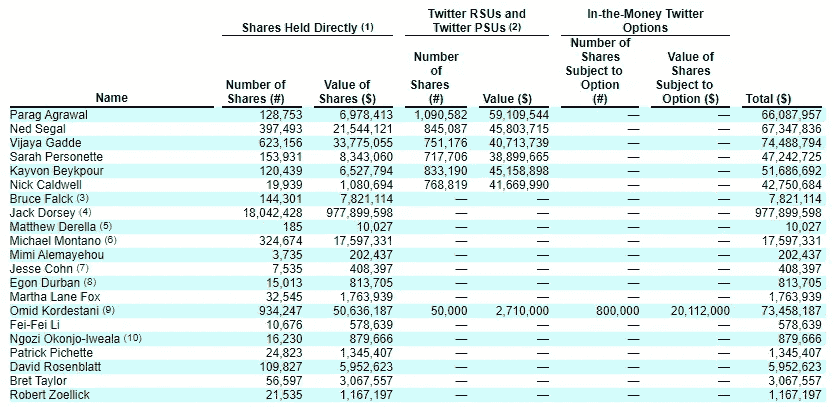 Shares Held Directly (1) Twitter RSUs and Twitter PSUs (2) In-the-Money Twitter Options
Name Number of Shares (#) Value of Shares ($) Number of Shares (#) Value ($) Number of Shares Subject to Option (#) Value of Shares Subject to Option ($) Total ($)
Parag Agrawal 128,753 6,978,413 1,090,582 59,109,544 — — 66,087,957
Ned Segal 397,493 21,544,121 845,087 45,803,715 — — 67,347,836
Vijaya Gadde 623,156 33,775,055 751,176 40,713,739 — — 74,488,794
Sarah Personette 153,931 8,343,060 717,706 38,899,665 — — 47,242,725
Kayvon Beykpour 120,439 6,527,794 833,190 45,158,898 — — 51,686,692
Nick Caldwell 19,939 1,080,694 768,819 41,669,990 — — 42,750,684
Bruce Falck (3) 144,301 7,821,114 — — — — 7,821,114
Jack Dorsey (4) 18,042,428 977,899,598 — — — — 977,899,598
Matthew Derella (5) 185 10,027 — — — — 10,027
Michael Montano (6) 324,674 17,597,331 — — — — 17,597,331
Mimi Alemayehou 3,735 202,437 — — — — 202,437
Jesse Cohn (7) 7,535 408,397 — — — — 408,397
Egon Durban (8) 15,013 813,705 — — — — 813,705
Martha Lane Fox 32,545 1,763,939 — — — — 1,763,939
Omid Kordestani (9) 934,247 50,636,187 50,000 2,710,000 800,000 20,112,000 73,458,187
Fei-Fei Li 10,676 578,639 — — — — 578,639
Ngozi Okonjo-Iweala (10) 16,230 879,666 — — — — 879,666
Patrick Pichette 24,823 1,345,407 — — — — 1,345,407
David Rosenblatt 109,827 5,952,623 — — — — 5,952,623
Bret Taylor 56,597 3,067,557 — — — — 3,067,557
Robert Zoellick 21,535 1,167,197 — — — — 1,167,197